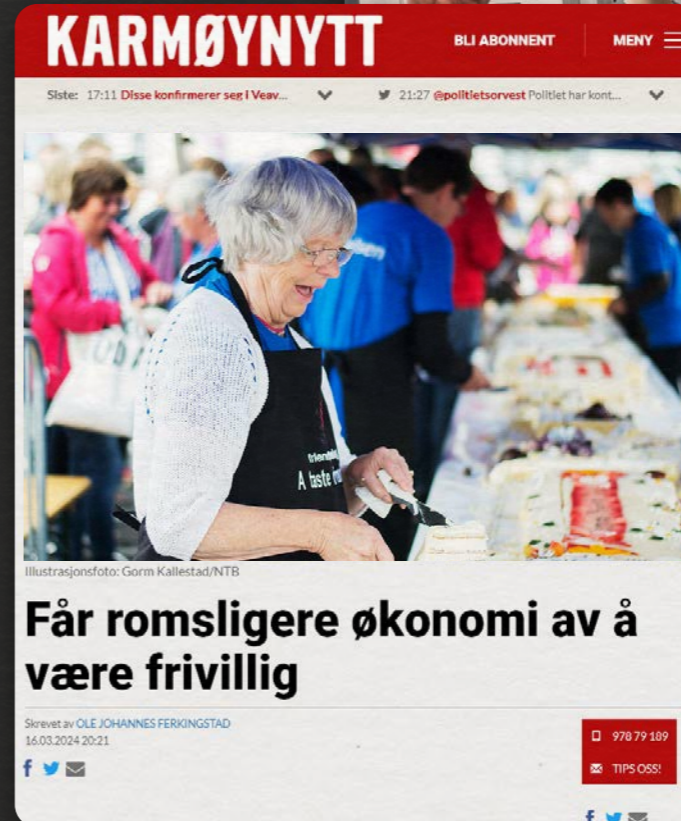 KARMØYNYTT
BLI ABONNENT
MENY
Siste: 17:11 Disse konfirmerer seg i Veav...
21:27 @politietsorvest Politiet har kont...
A taste
Illustrasjonsfoto: Gorm Kallestad/NTB
Får romsligere økonomi av å
være frivillig
Skrevet av OLE JOHANNES FERKINGSTAD
16.03.2024 20:21
978 79 189
TIPS OSS!